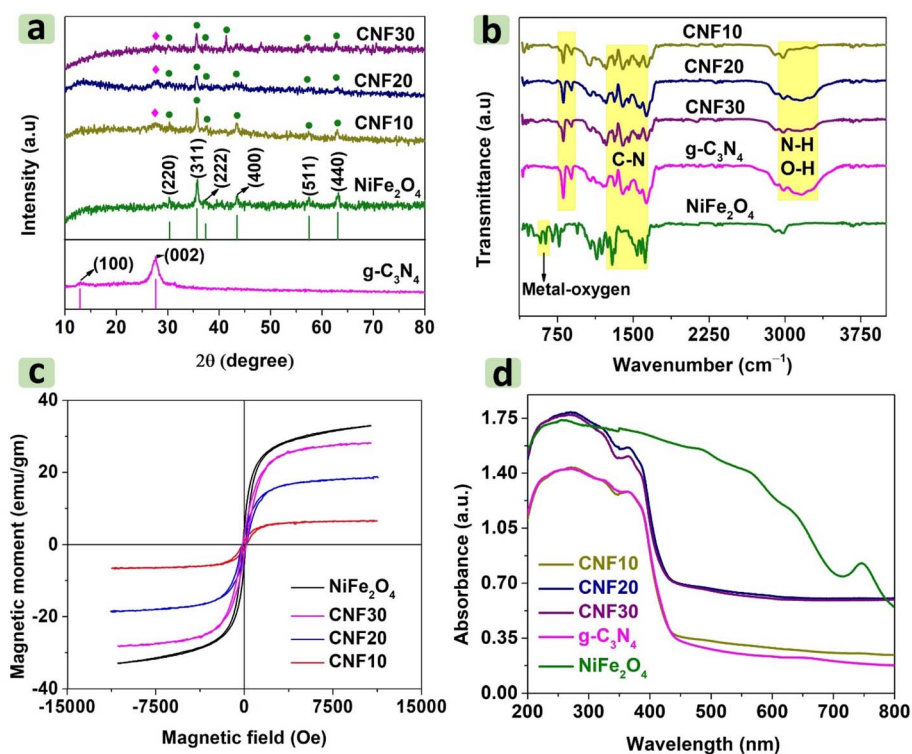 a
CNF30
CNF20
CNF10
(220)
(311)
(222)
(400)
(511)
(440)
NiFe₂O₄
(100)
(002)
g-C₃N₄
Intensity (a.u)
10 20 30 40 50 60 70 80
2θ (degree)
b
CNF10
CNF20
CNF30
g-C₃N₄
NiFe₂O₄
C-N
N-H
O-H
Metal-oxygen
Transmittance (a.u)
750 1500 2250 3000 3750
Wavenumber (cm⁻¹)
c
40
20
0
-20
-40
Magnetic moment (emu/gm)
NiFe₂O₄
CNF30
CNF20
CNF10
-15000 -7500 0 7500 15000
Magnetic field (Oe)
d
1.75
1.40
1.05
0.70
0.35
0.00
Absorbance (a.u.)
CNF10
CNF20
CNF30
g-C₃N₄
NiFe₂O₄
200 300 400 500 600 700 800
Wavelength (nm)